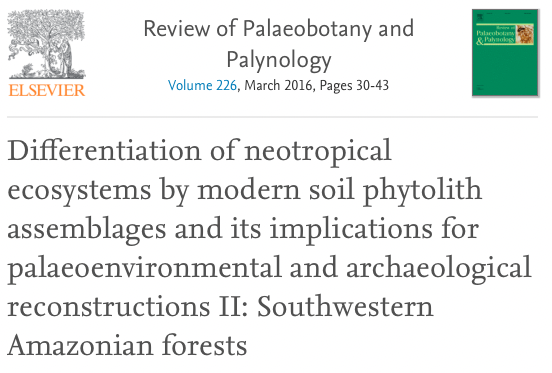 Review of Palaeobotany and
Palynology
Volume 226, March 2016, Pages 30-43
ELSEVIER
Review of
Palaeobotany
& Palynology
Differentiation of neotropical
ecosystems by modern soil phytolith
assemblages and its implications for
palaeoenvironmental and archaeological
reconstructions II: Southwestern
Amazonian forests